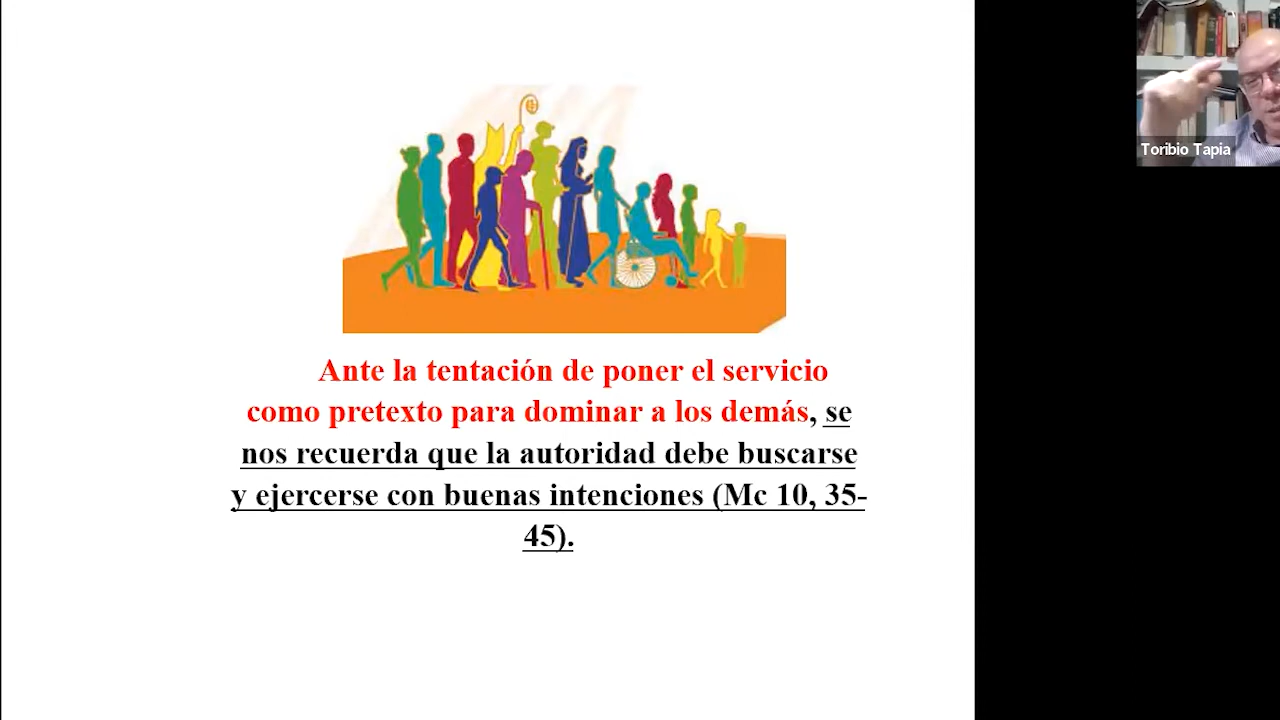 Toribio Tapia
Ante la tentación de poner el servicio
como pretexto para dominar a los demás, se
nos recuerda que la autoridad debe buscarse
y ejercerse con buenas intenciones (Mc 10, 35-
45).